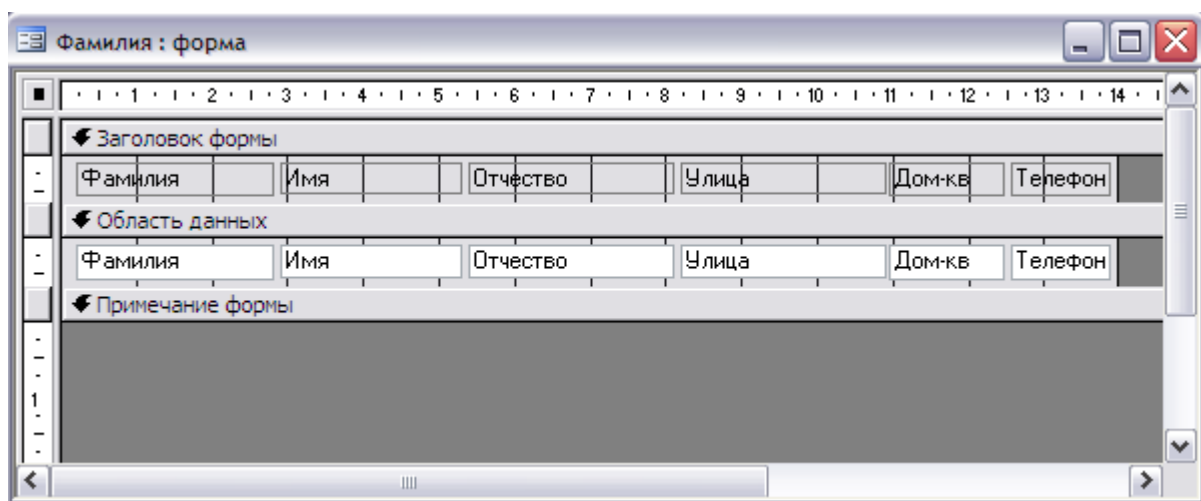 Фамилия : форма
1 2 3 4 5 6 7 8 9 10 11 12 13 14
Заголовок формы
Фамилия Имя Отчество Улица Дом-кв Телефон
Область данных
Фамилия Имя Отчество Улица Дом-кв Телефон
Примечание формы
1